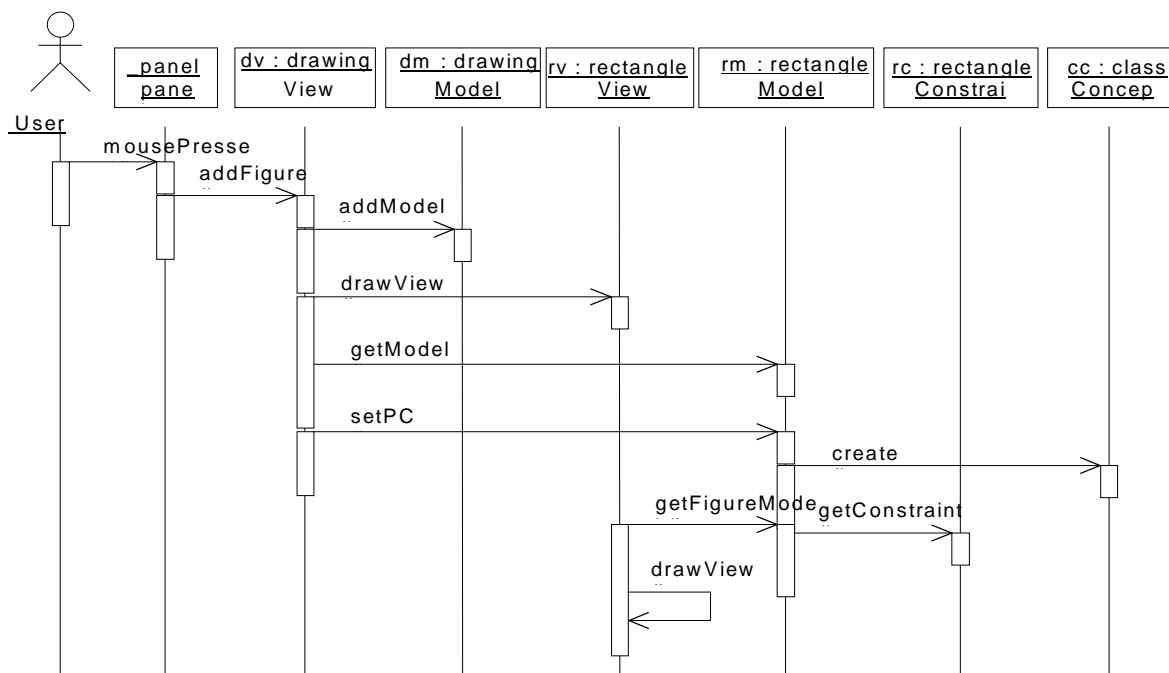 _panel
pane
dv : drawing
View
dm : drawing
Model
rv : rectangle
View
rm : rectangle
Model
rc : rectangle
Constrai
cc : class
Concep
_User
mousePresse
addFigure
addModel
drawView
getModel
setPC
create
getFigureMode
getConstraint
drawView